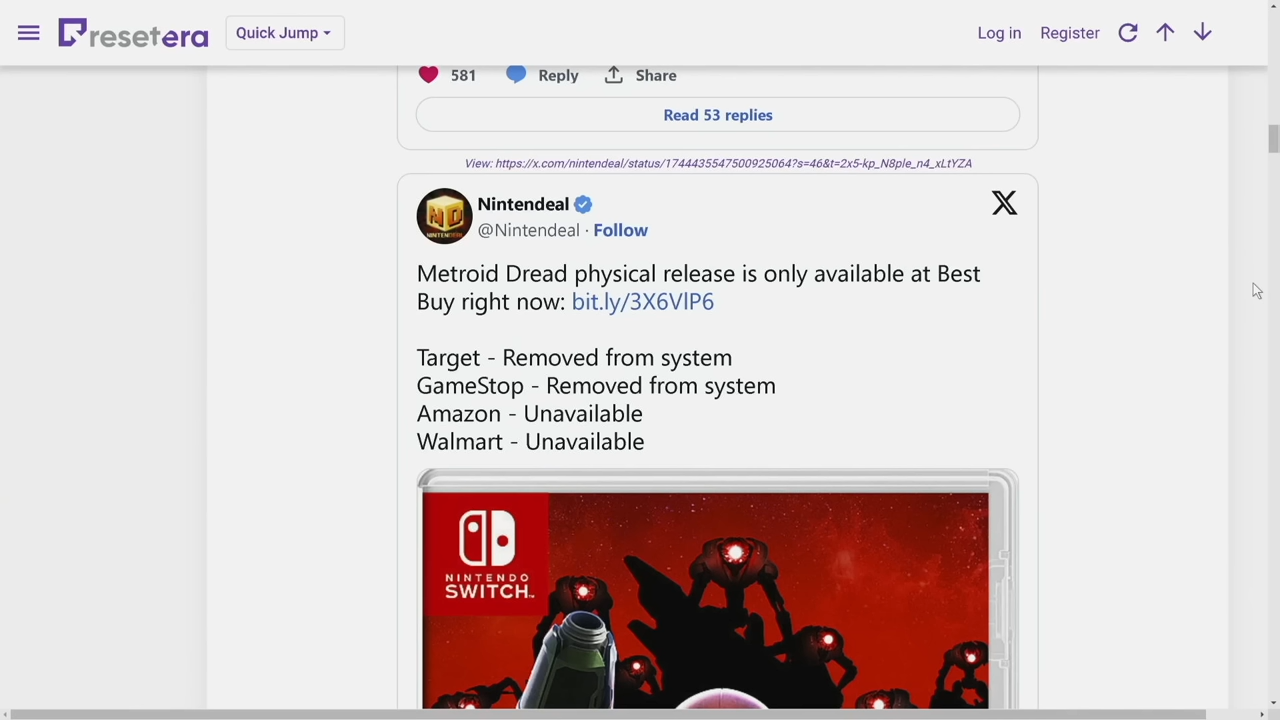 resetera
Quick Jump
Log in
Register
581
Reply
Share
Read 53 replies
View: https://x.com/nintendeal/status/1744435547500925064?s=46&t=2x5-kp_N8ple_n4_xLtYZA
Nintendeal
@Nintendeal · Follow
Metroid Dread physical release is only available at Best
Buy right now: bit.ly/3X6VlP6
Target - Removed from system
GameStop - Removed from system
Amazon - Unavailable
Walmart - Unavailable
NINTENDO
SWITCH